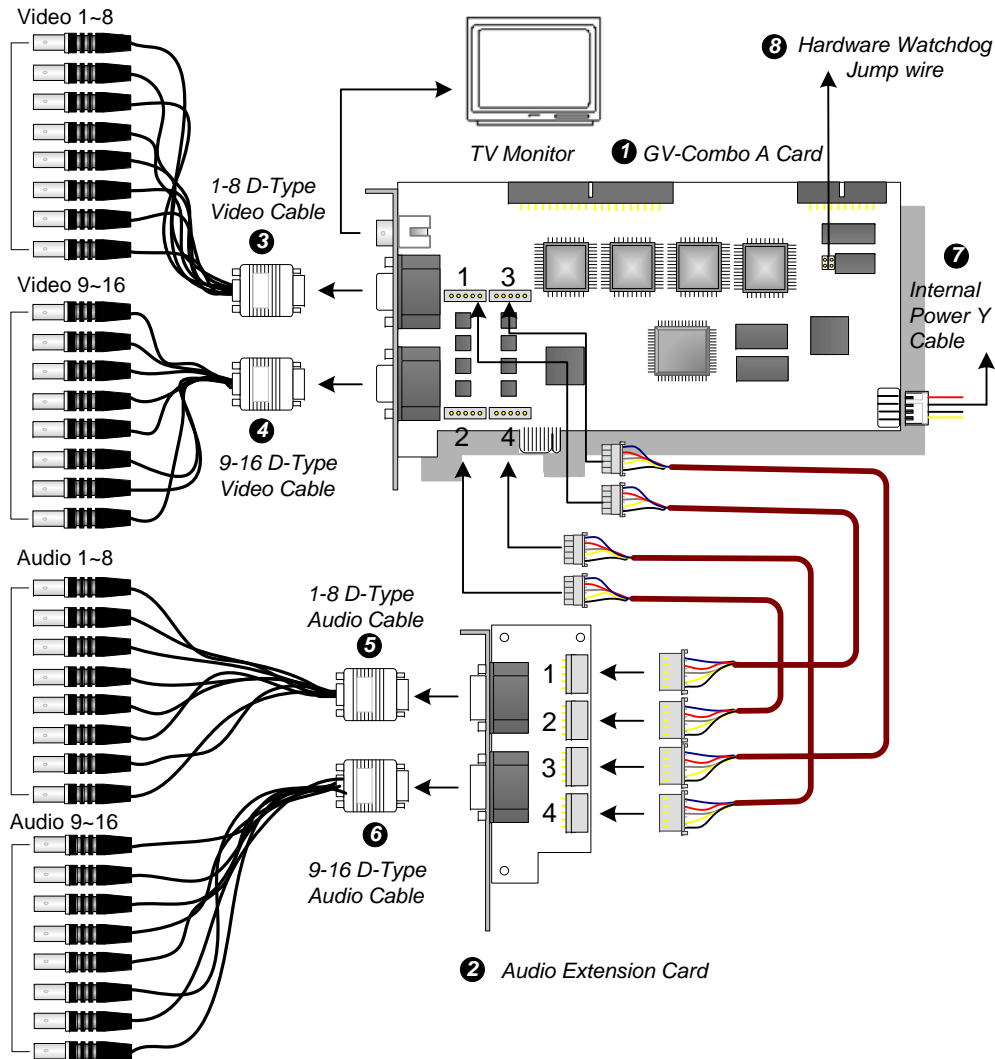 Video 1~8
8 Hardware Watchdog
Jump wire
TV Monitor
1 GV-Combo A Card
1-8 D-Type
Video Cable
3
1
3
7
Internal
Power Y
Cable
Video 9~16
4
9-16 D-Type
Video Cable
2
4
Audio 1~8
1-8 D-Type
Audio Cable
5
1
2
3
4
Audio 9~16
6
9-16 D-Type
Audio Cable
2 Audio Extension Card